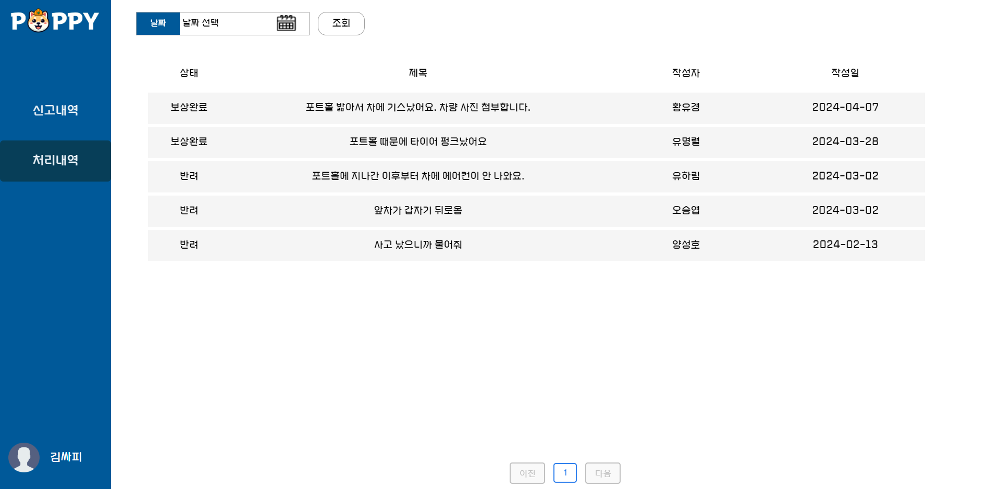 POPPY
날짜 날짜 선택 조회
신고내역
처리내역
상태 제목 작성자 작성일
보상완료 포트홀 밟아서 차에 기스났어요. 차량 사진 첨부합니다. 황유경 2024-04-07
보상완료 포트홀 때문에 타이어 펑크났어요 유명렬 2024-03-28
반려 포트홀에 지나간 이후부터 차에 에어컨이 안 나와요. 유하림 2024-03-02
반려 앞차가 갑자기 뒤로옴 오승엽 2024-03-02
반려 사고 났으니까 물어줘 양성호 2024-02-13
김싸피
이전 1 다음